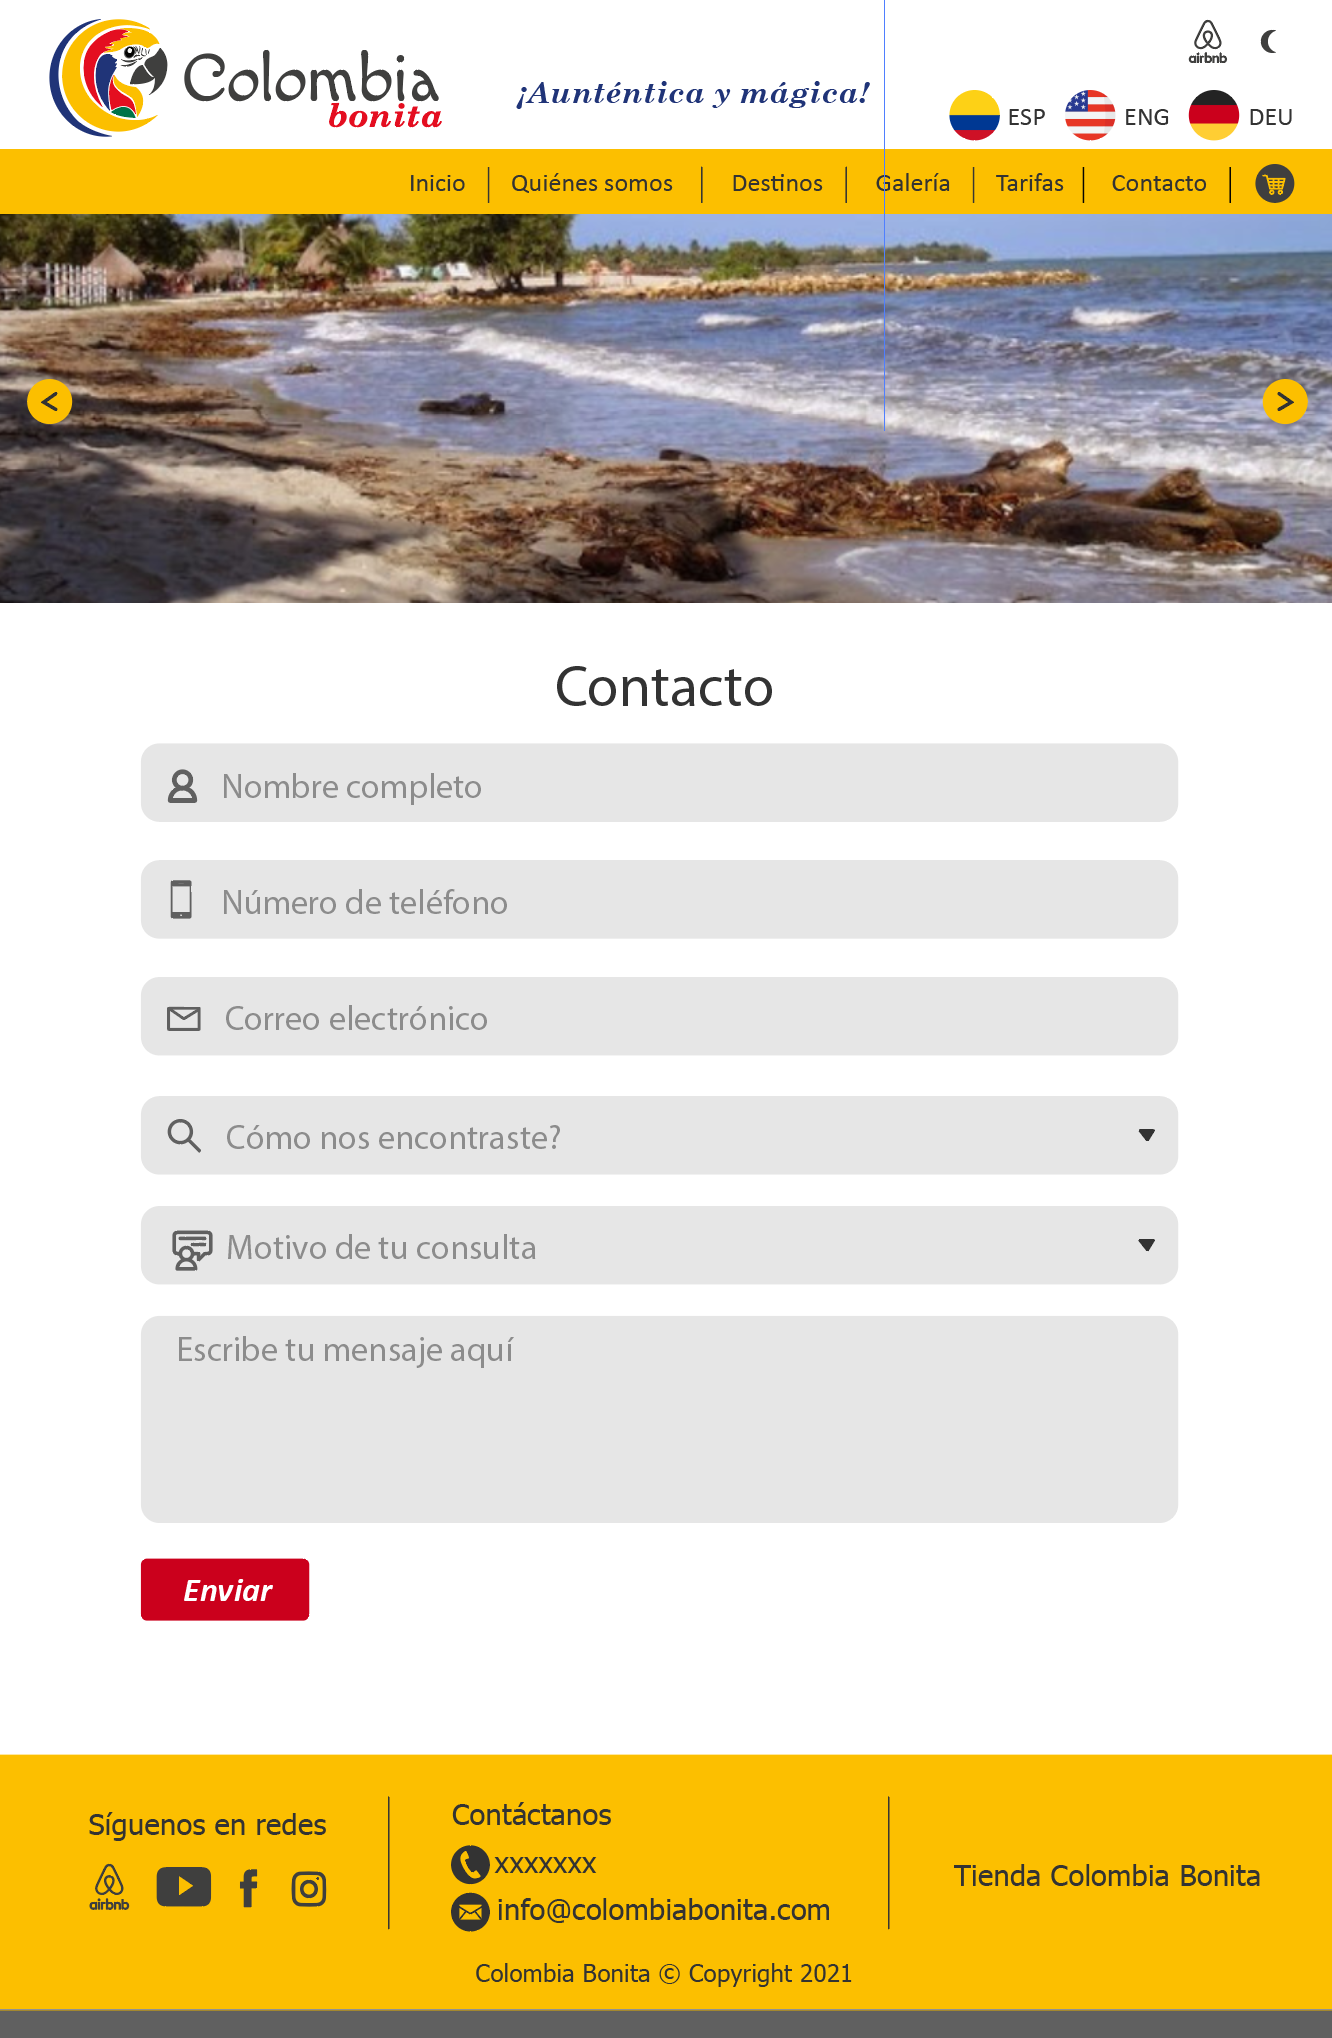 Colombia
bonita
¡Aunténtica y mágica!
airbnb
ESP
ENG
DEU
Inicio
Quiénes somos
Destinos
Galería
Tarifas
Contacto
<
>
Contacto
Nombre completo
Número de teléfono
Correo electrónico
Cómo nos encontraste?
Motivo de tu consulta
Escribe tu mensaje aquí
Enviar
Síguenos en redes
airbnb
Contáctanos
xxxxxxx
info@colombiabonita.com
Tienda Colombia Bonita
Colombia Bonita © Copyright 2021